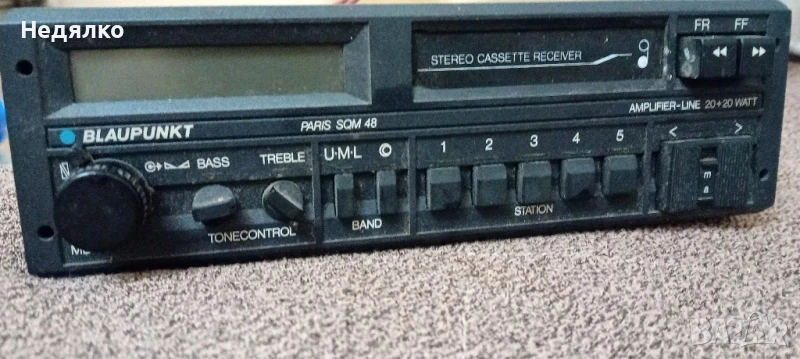 Недялко
FR FF
STEREO CASSETTE RECEIVER
BLAUPUNKT
PARIS SQM 48
AMPLIFIER-LINE 20+20 WATT
BASS TREBLE
U·M·L ©
1 2 3 4 5
< >
TONECONTROL
BAND
STATION
m
BAZAR